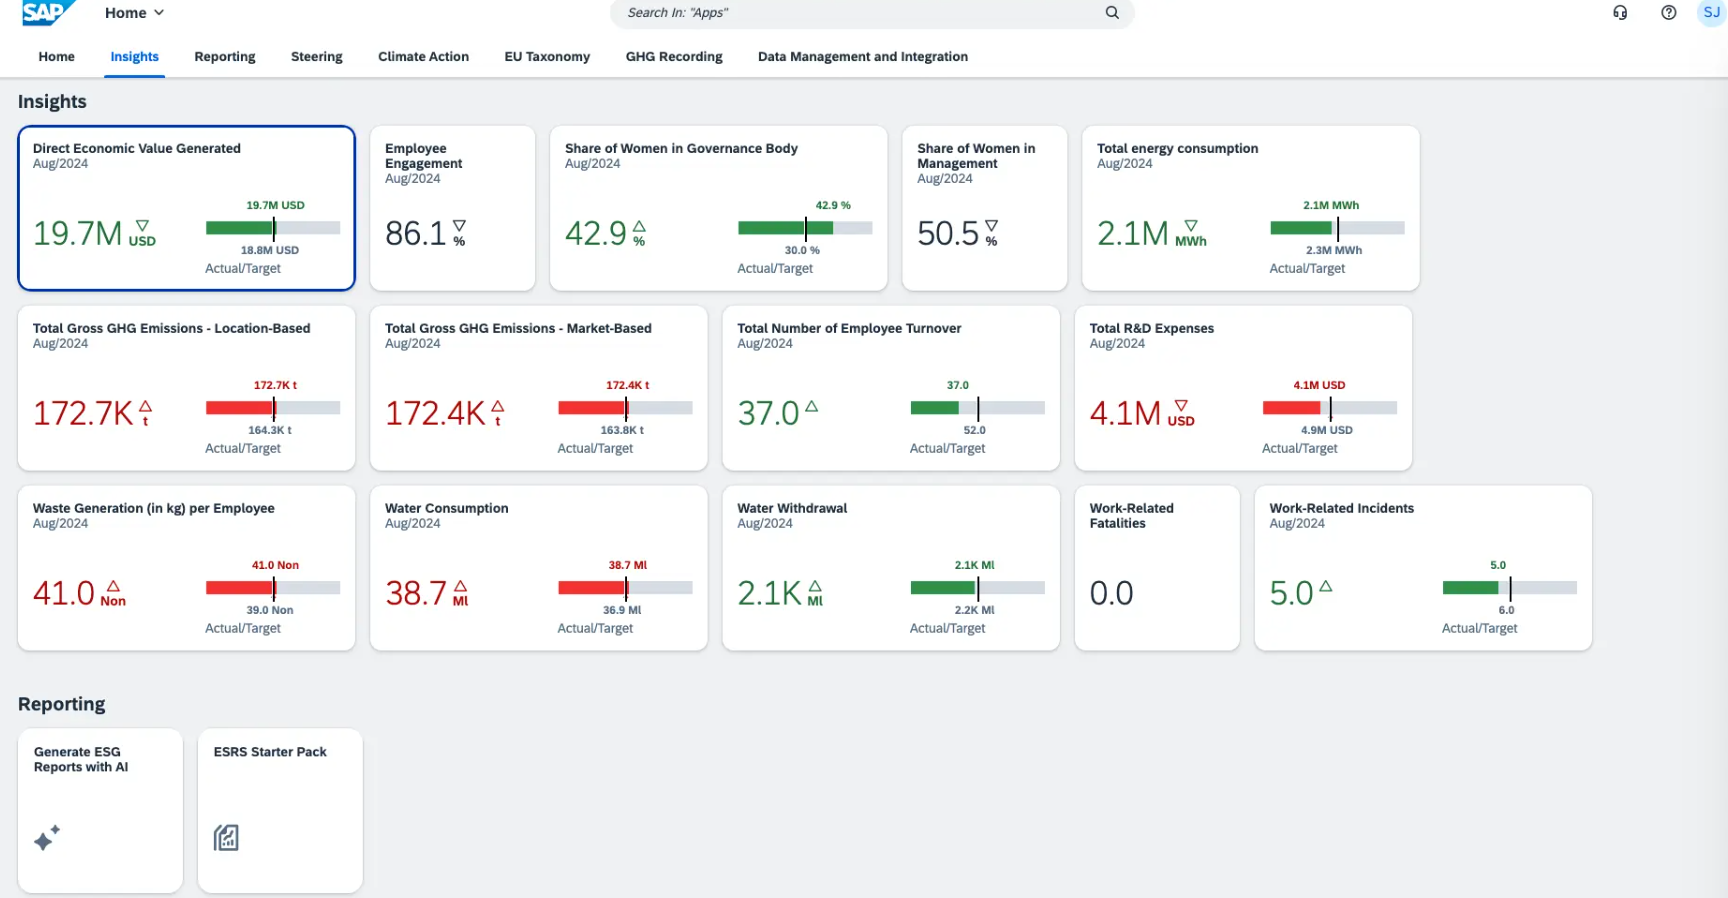 SAP
Home
Search In: "Apps"
SJ
Home
Insights
Reporting
Steering
Climate Action
EU Taxonomy
GHG Recording
Data Management and Integration
Insights
Direct Economic Value Generated
Aug/2024
19.7M USD
19.7M USD
18.8M USD
Actual/Target
Employee
Engagement
Aug/2024
86.1 %
Share of Women in Governance Body
Aug/2024
42.9 %
42.9 %
30.0 %
Actual/Target
Share of Women in
Management
Aug/2024
50.5 %
Total energy consumption
Aug/2024
2.1M MWh
2.1M MWh
2.3M MWh
Actual/Target
Total Gross GHG Emissions - Location-Based
Aug/2024
172.7K t
172.7K t
164.3K t
Actual/Target
Total Gross GHG Emissions - Market-Based
Aug/2024
172.4K t
172.4K t
163.8K t
Actual/Target
Total Number of Employee Turnover
Aug/2024
37.0
37.0
52.0
Actual/Target
Total R&D Expenses
Aug/2024
4.1M USD
4.1M USD
4.9M USD
Actual/Target
Waste Generation (in kg) per Employee
Aug/2024
41.0 Non
41.0 Non
39.0 Non
Actual/Target
Water Consumption
Aug/2024
38.7 Ml
38.7 Ml
36.9 Ml
Actual/Target
Water Withdrawal
Aug/2024
2.1K Ml
2.1K Ml
2.2K Ml
Actual/Target
Work-Related
Fatalities
0.0
Work-Related Incidents
Aug/2024
5.0
5.0
6.0
Actual/Target
Reporting
Generate ESG
Reports with AI
ESRS Starter Pack